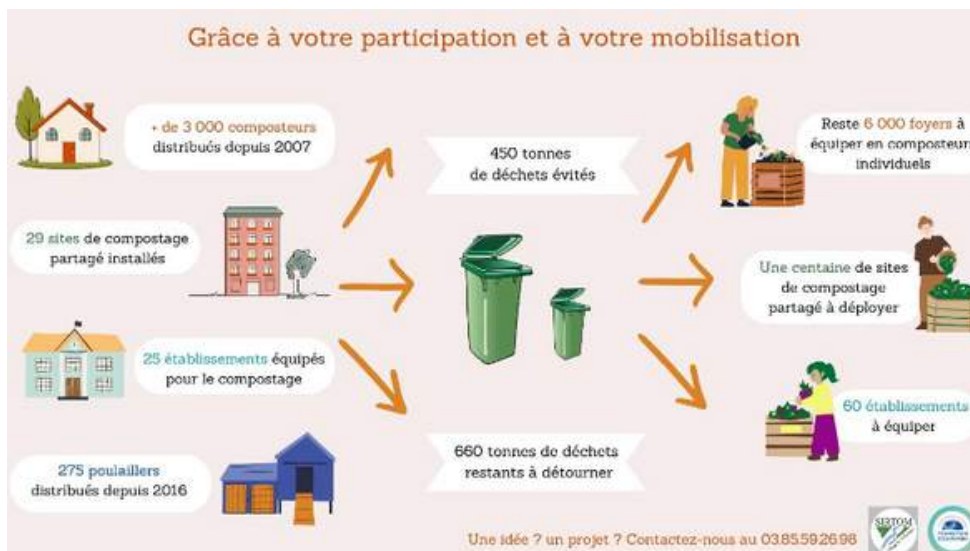 Grâce à votre participation et à votre mobilisation
+ de 3 000 composteurs
distribués depuis 2007
29 sites de compostage
partagé installés
25 établissements équipés
pour le compostage
275 poulaillers
distribués depuis 2016
450 tonnes
de déchets évités
660 tonnes de déchets
restants à détourner
Reste 6 000 foyers à
équiper en composteur
individuels
Une centaine de sites
de compostage
partagé à déployer
60 établissements
à équiper
Une idée ? un projet ? Contactez-nous au 03.85.59.26.98